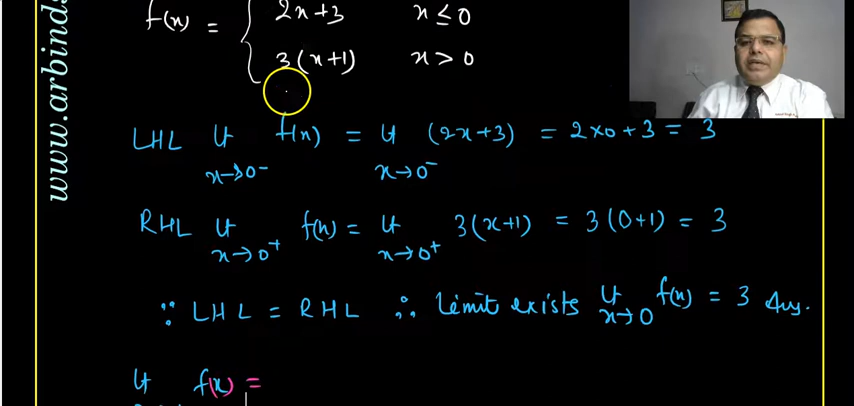 www.arbinds
f(x) = { 2x+3 x ≤ 0
3(x+1) x > 0
LHL Lt x→0⁻ f(x) = Lt x→0⁻ (2x+3) = 2×0+3 = 3
RHL Lt x→0⁺ f(x) = Lt x→0⁺ 3(x+1) = 3(0+1) = 3
∵ LHL = RHL ∴ limit exists Lt x→0 f(x) = 3 Ans.
Lt f(x) =